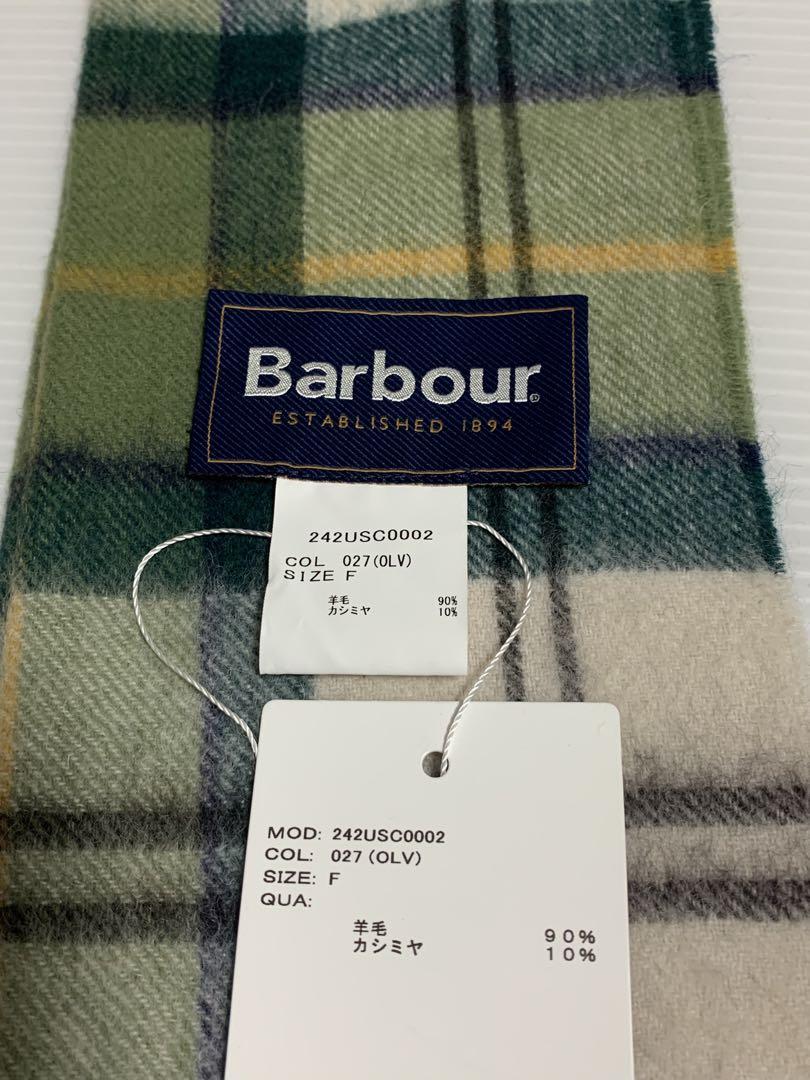 Barbour
ESTABLISHED 1894
242USC0002
COL 027(OLV)
SIZE F
羊毛 90%
カシミヤ 10%
MOD: 242USC0002
COL: 027 (OLV)
SIZE: F
QUA:
羊毛 90%
カシミヤ 10%